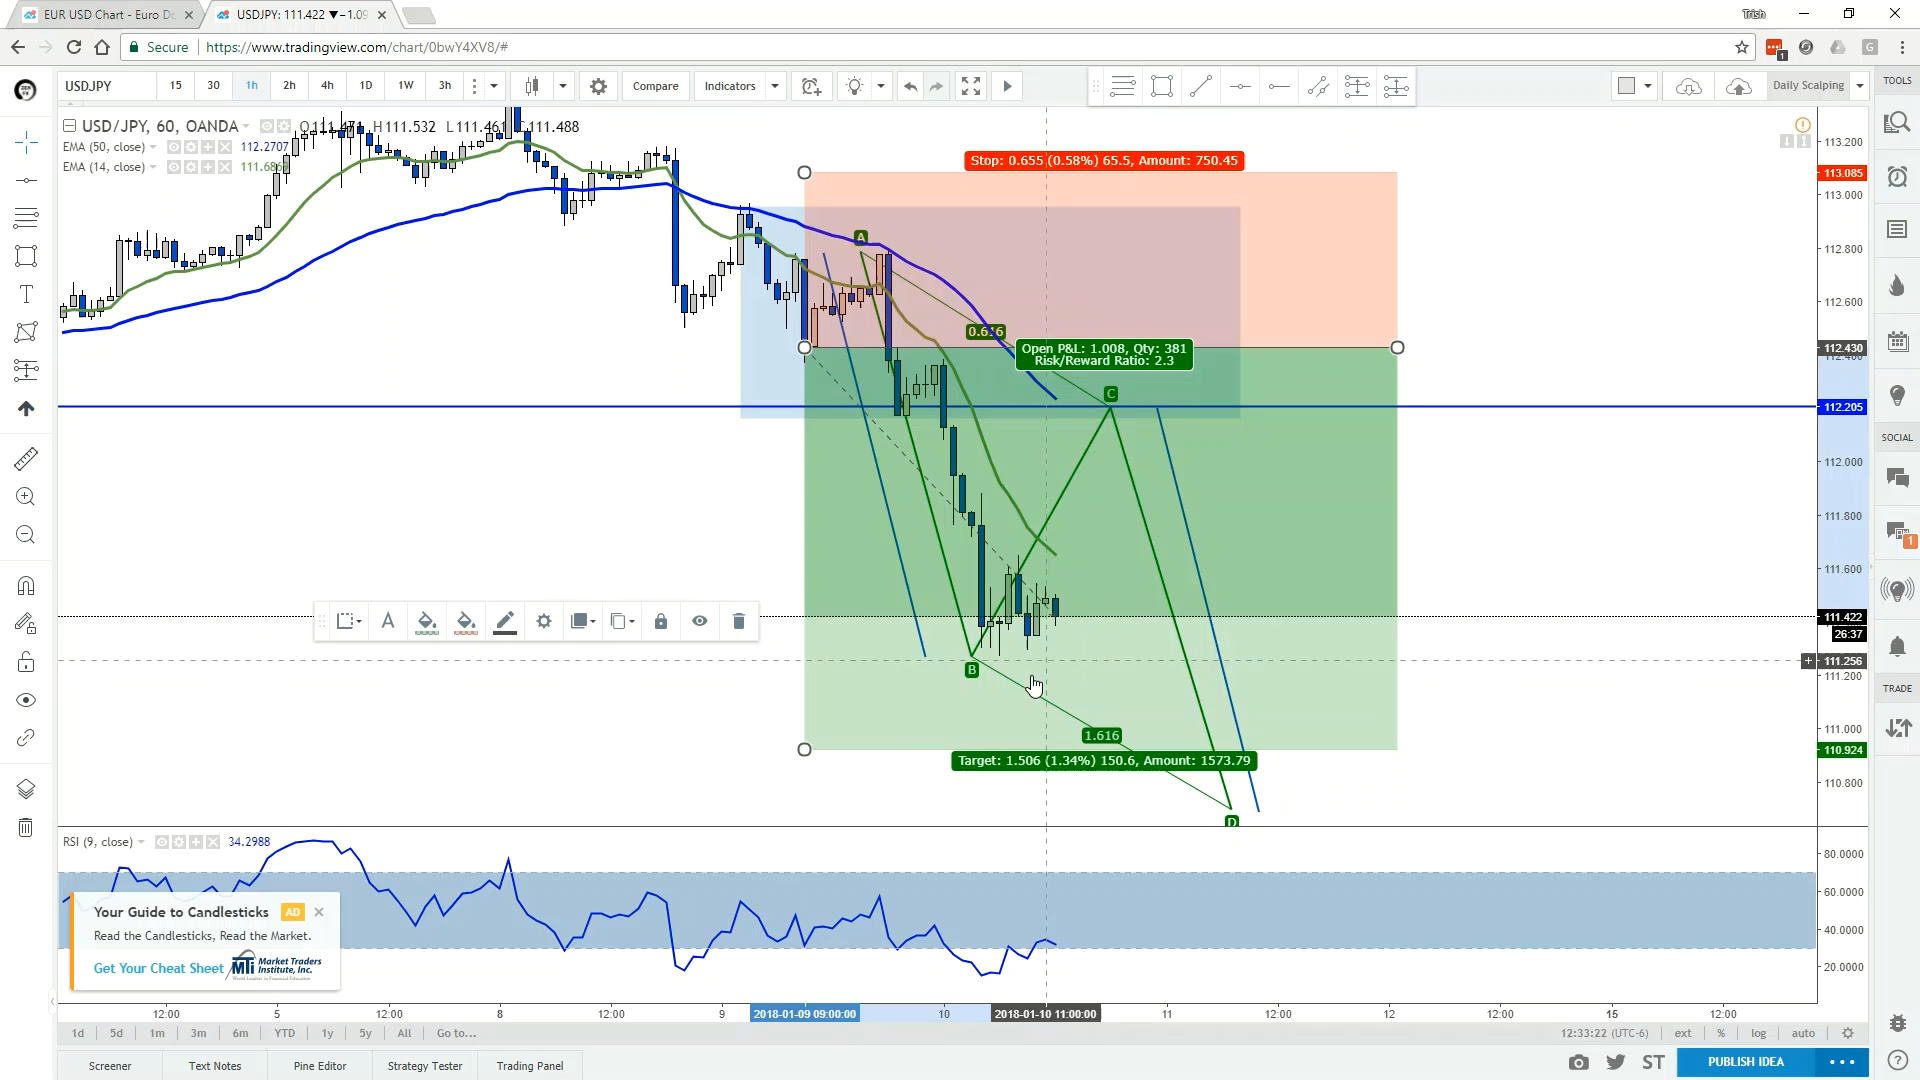 EUR USD Chart - Euro Do
USDJPY: 111.422 ▼−1.09
Trish
Secure
https://www.tradingview.com/chart/0bwY4XV8/#
1
USDJPY
15 30 1h 2h 4h 1D 1W 3h
Compare
Indicators
Daily Scalping
TOOLS
USD/JPY, 60, OANDA
O111.471 H111.532 L111.461 111.488
EMA (50, close) 112.2707
EMA (14, close)
Stop: 0.655 (0.58%) 65.5, Amount: 750.45
A
0.616
Open P&L: 1.008, Qty: 381
Risk/Reward Ratio: 2.3
C
B
1.616
Target: 1.506 (1.34%) 150.6, Amount: 1573.79
D
113.200
113.085
113.000
112.800
112.600
112.430
112.400
112.205
112.000
111.800
111.600
111.422
26:37
111.256
111.200
111.000
110.924
110.800
SOCIAL
1
TRADE
RSI (9, close) 34.2988
80.0000
60.0000
40.0000
20.0000
Your Guide to Candlesticks AD
Read the Candlesticks, Read the Market.
Get Your Cheat Sheet
MTI Market Traders
Institute, Inc.
12:00 5 12:00 8 12:00 9 2018-01-09 09:00:00 10 2018-01-10 11:00:00 11 12:00 12 12:00 15 12:00
1d 5d 1m 3m 6m YTD 1y 5y All Go to...
12:33:22 (UTC-6) ext % log auto
Screener Text Notes Pine Editor Strategy Tester Trading Panel
ST
PUBLISH IDEA